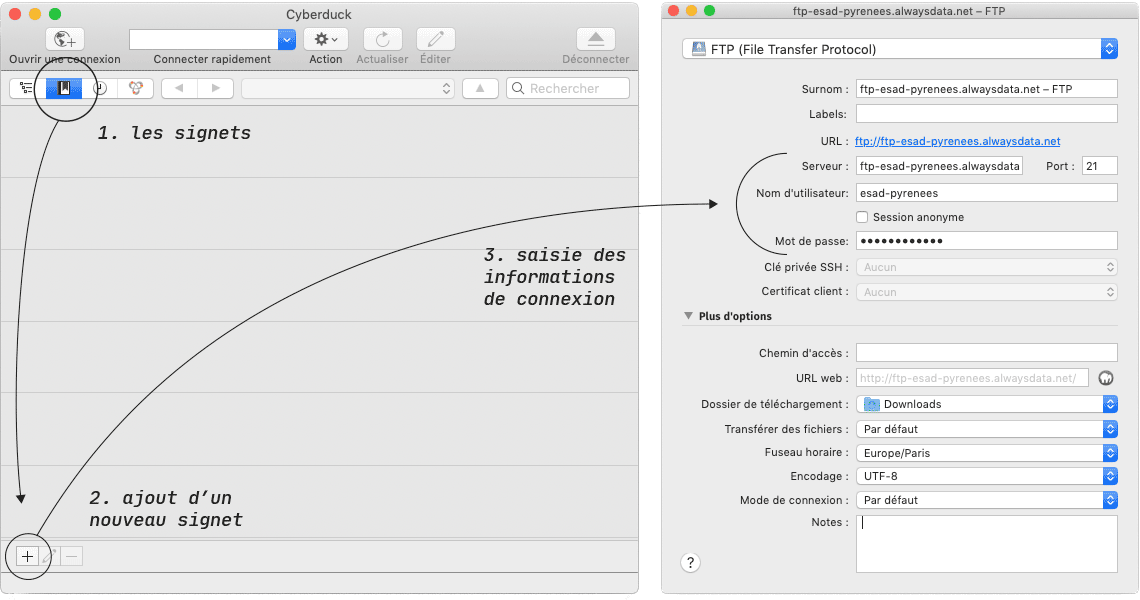 Cyberduck
Ouvrir une connexion
Connecter rapidement
Action
Actualiser
Éditer
Déconnecter
Rechercher
1. les signets
2. ajout d’un
nouveau signet
3. saisie des
informations
de connexion
ftp-esad-pyrenees.alwaysdata.net – FTP
FTP (File Transfer Protocol)
Surnom : ftp-esad-pyrenees.alwaysdata.net – FTP
Labels:
URL : ftp://ftp-esad-pyrenees.alwaysdata.net
Serveur : ftp-esad-pyrenees.alwaysdata Port : 21
Nom d'utilisateur: esad-pyrenees
Session anonyme
Mot de passe: ●●●●●●●●●●●●
Clé privée SSH : Aucun
Certificat client : Aucun
Plus d'options
Chemin d'accès :
URL web : http://ftp-esad-pyrenees.alwaysdata.net/
Dossier de téléchargement : Downloads
Transférer des fichiers : Par défaut
Fuseau horaire : Europe/Paris
Encodage : UTF-8
Mode de connexion : Par défaut
Notes :
?